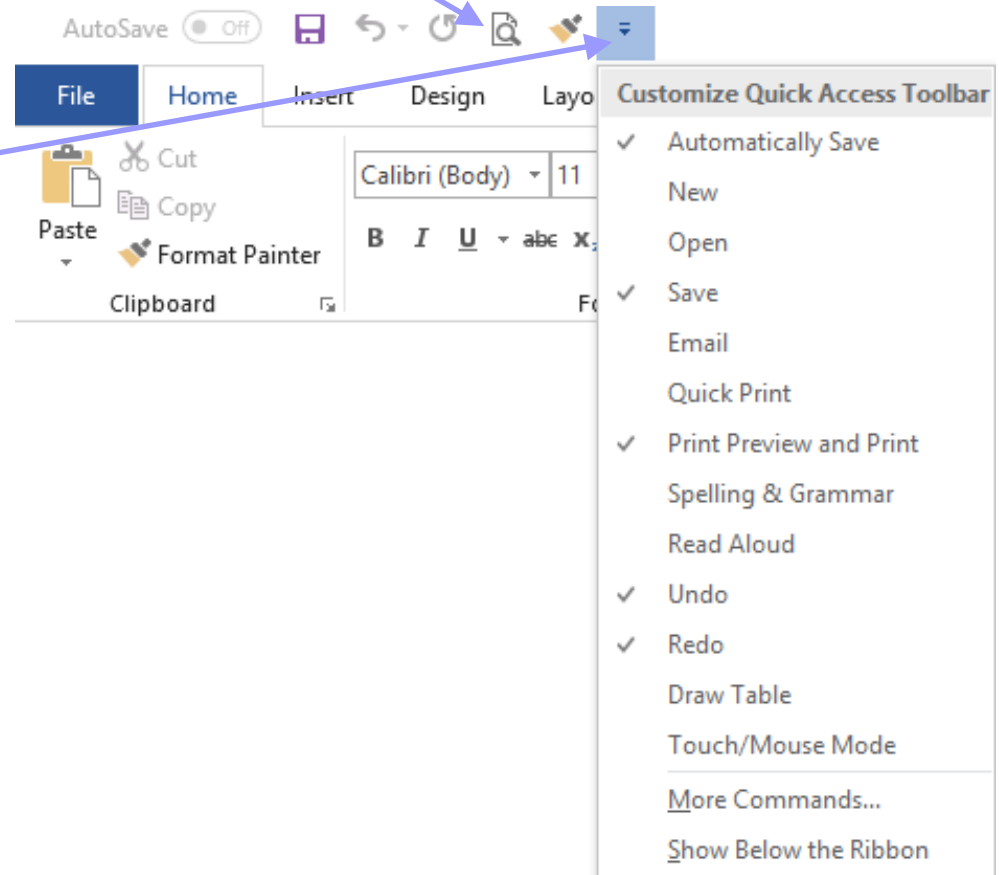 AutoSave Off
File Home Insert Design Layo
Customize Quick Access Toolbar
Automatically Save
New
Open
Save
Email
Quick Print
Print Preview and Print
Spelling & Grammar
Read Aloud
Undo
Redo
Draw Table
Touch/Mouse Mode
More Commands...
Show Below the Ribbon
Paste
Cut
Copy
Format Painter
Clipboard
Calibri (Body) 11
B I U abc x
Fo